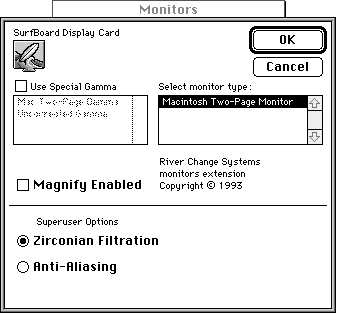 Monitors
SurfBoard Display Card
OK
Cancel
Use Special Gamma
Mac Two-Page Gamma
Uncorrected Gamma
Select monitor type:
Macintosh Two-Page Monitor
River Change Systems
monitors extension
Copyright © 1993
Magnify Enabled
Superuser Options
Zirconian Filtration
Anti-Aliasing